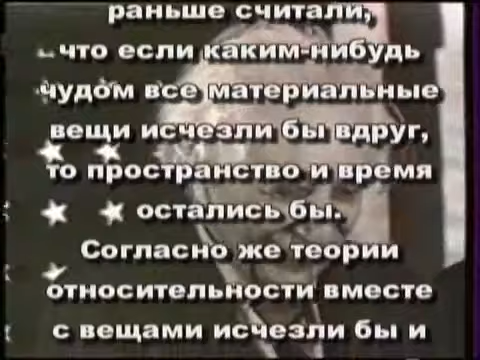 раньше считали,
что если каким-нибудь
чудом все материальные
вещи исчезли бы вдруг,
то пространство и время
остались бы.
Согласно же теории
относительности вместе
с вещами исчезли бы и